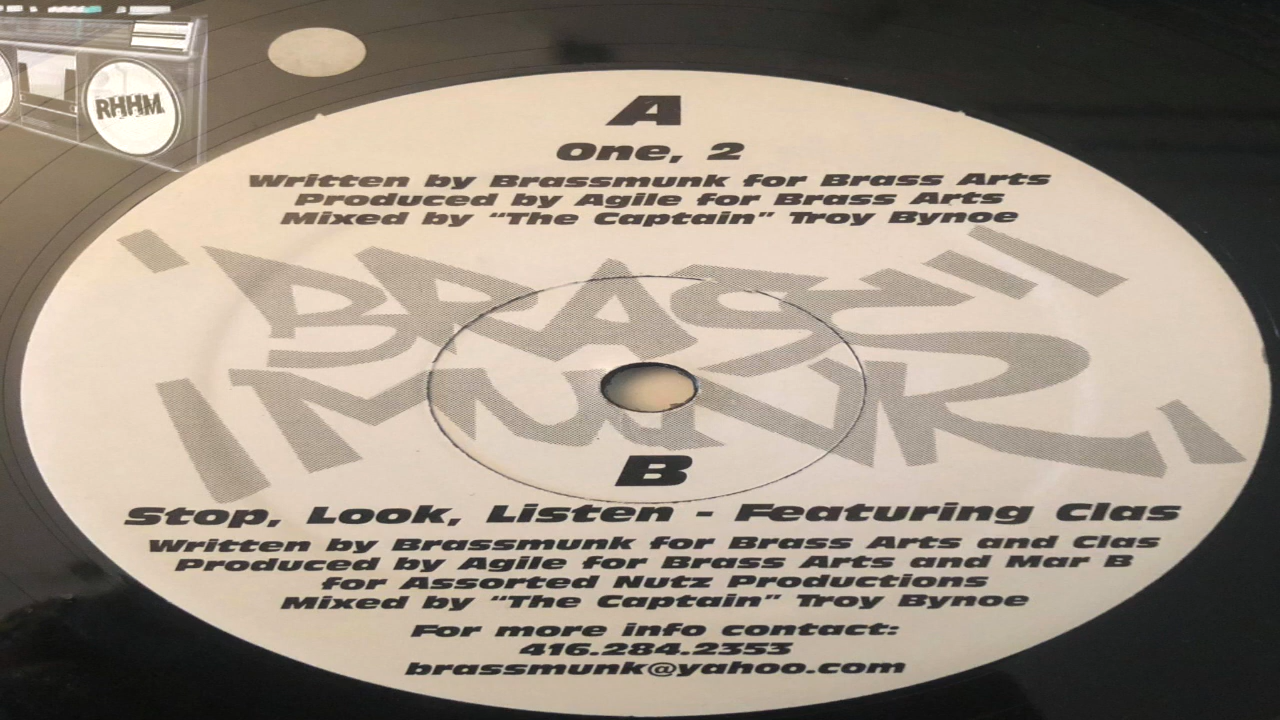 RHHM
A
One, 2
Written by Brassmunk for Brass Arts
Produced by Agile for Brass Arts
Mixed by “The Captain” Troy Bynoe
BRASS
MUNK
B
Stop, Look, Listen - Featuring Clas
Written by Brassmunk for Brass Arts and Clas
Produced by Agile for Brass Arts and Mar B
for Assorted Nutz Productions
Mixed by “The Captain” Troy Bynoe
For more info contact:
416.284.2353
brassmunk@yahoo.com